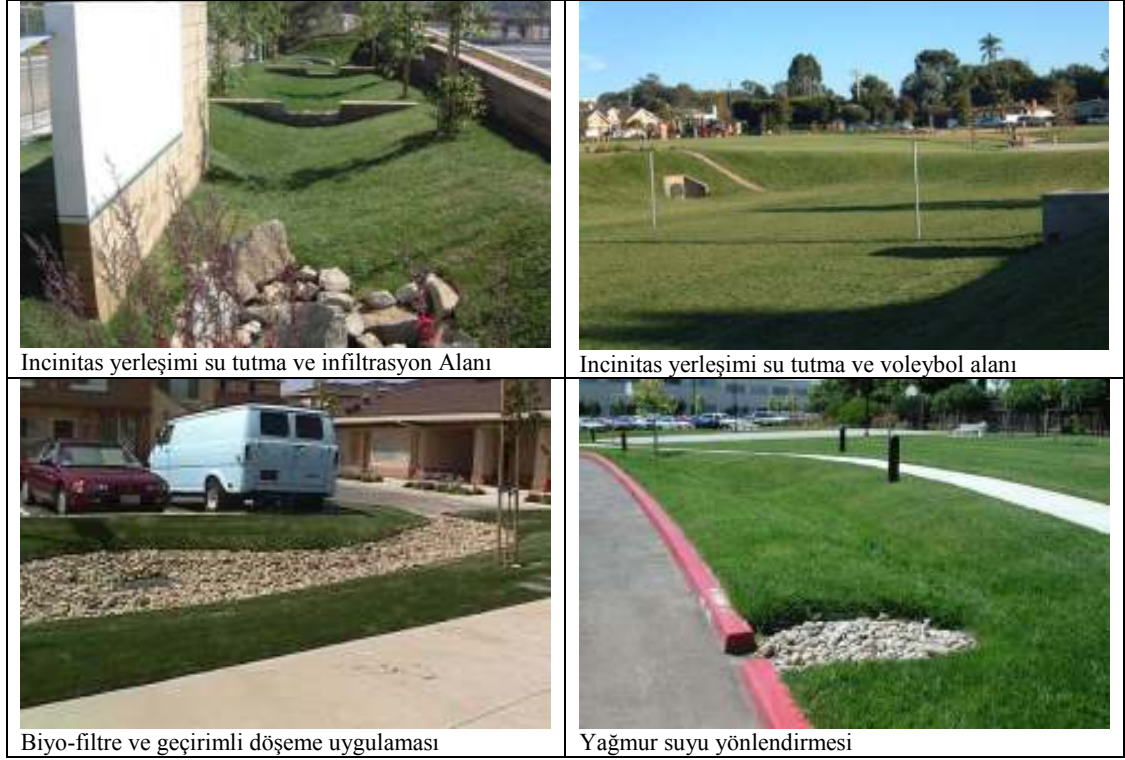 Incinitas yerleşimi su tutma ve infiltrasyon Alanı
Incinitas yerleşimi su tutma ve voleybol alanı
Biyo-filtre ve geçirimli döşeme uygulaması
Yağmur suyu yönlendirmesi